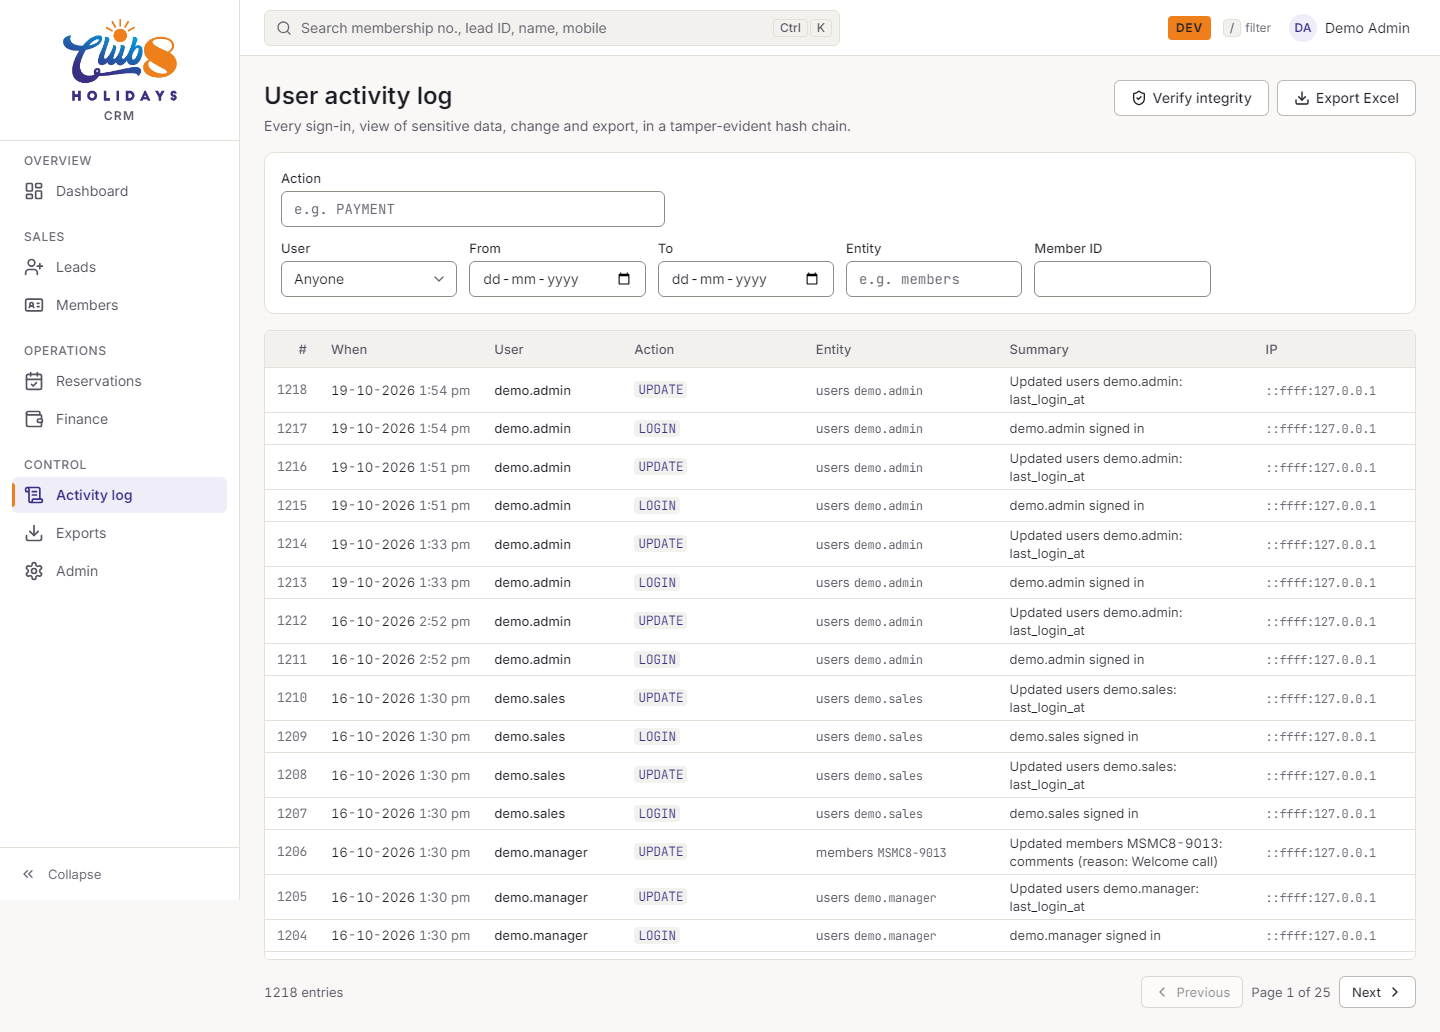 Club8
HOLIDAYS
CRM
Search membership no., lead ID, name, mobile
Ctrl K
DEV
/ filter
DA Demo Admin
OVERVIEW
Dashboard
SALES
Leads
Members
OPERATIONS
Reservations
Finance
CONTROL
Activity log
Exports
Admin
Collapse
User activity log
Every sign-in, view of sensitive data, change and export, in a tamper-evident hash chain.
Verify integrity
Export Excel
Action
e.g. PAYMENT
User From To Entity Member ID
Anyone dd-mm-yyyy dd-mm-yyyy e.g. members
# When User Action Entity Summary IP
1218 19-10-2026 1:54 pm demo.admin UPDATE users demo.admin Updated users demo.admin: last_login_at ::ffff:127.0.0.1
1217 19-10-2026 1:54 pm demo.admin LOGIN users demo.admin demo.admin signed in ::ffff:127.0.0.1
1216 19-10-2026 1:51 pm demo.admin UPDATE users demo.admin Updated users demo.admin: last_login_at ::ffff:127.0.0.1
1215 19-10-2026 1:51 pm demo.admin LOGIN users demo.admin demo.admin signed in ::ffff:127.0.0.1
1214 19-10-2026 1:33 pm demo.admin UPDATE users demo.admin Updated users demo.admin: last_login_at ::ffff:127.0.0.1
1213 19-10-2026 1:33 pm demo.admin LOGIN users demo.admin demo.admin signed in ::ffff:127.0.0.1
1212 16-10-2026 2:52 pm demo.admin UPDATE users demo.admin Updated users demo.admin: last_login_at ::ffff:127.0.0.1
1211 16-10-2026 2:52 pm demo.admin LOGIN users demo.admin demo.admin signed in ::ffff:127.0.0.1
1210 16-10-2026 1:30 pm demo.sales UPDATE users demo.sales Updated users demo.sales: last_login_at ::ffff:127.0.0.1
1209 16-10-2026 1:30 pm demo.sales LOGIN users demo.sales demo.sales signed in ::ffff:127.0.0.1
1208 16-10-2026 1:30 pm demo.sales UPDATE users demo.sales Updated users demo.sales: last_login_at ::ffff:127.0.0.1
1207 16-10-2026 1:30 pm demo.sales LOGIN users demo.sales demo.sales signed in ::ffff:127.0.0.1
1206 16-10-2026 1:30 pm demo.manager UPDATE members MSMC8-9013 Updated members MSMC8-9013: comments (reason: Welcome call) ::ffff:127.0.0.1
1205 16-10-2026 1:30 pm demo.manager UPDATE users demo.manager Updated users demo.manager: last_login_at ::ffff:127.0.0.1
1204 16-10-2026 1:30 pm demo.manager LOGIN users demo.manager demo.manager signed in ::ffff:127.0.0.1
1218 entries
Previous Page 1 of 25 Next